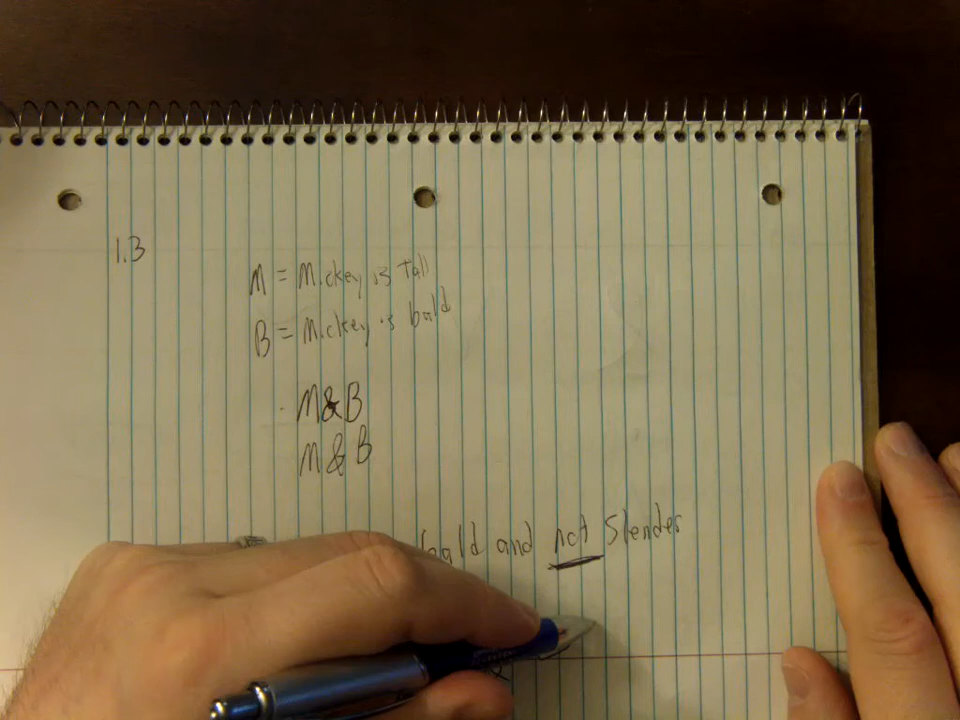 1.3
M = Mickey is Tall
B = Mickey is bald
M & B
M & B
bald and not Slender